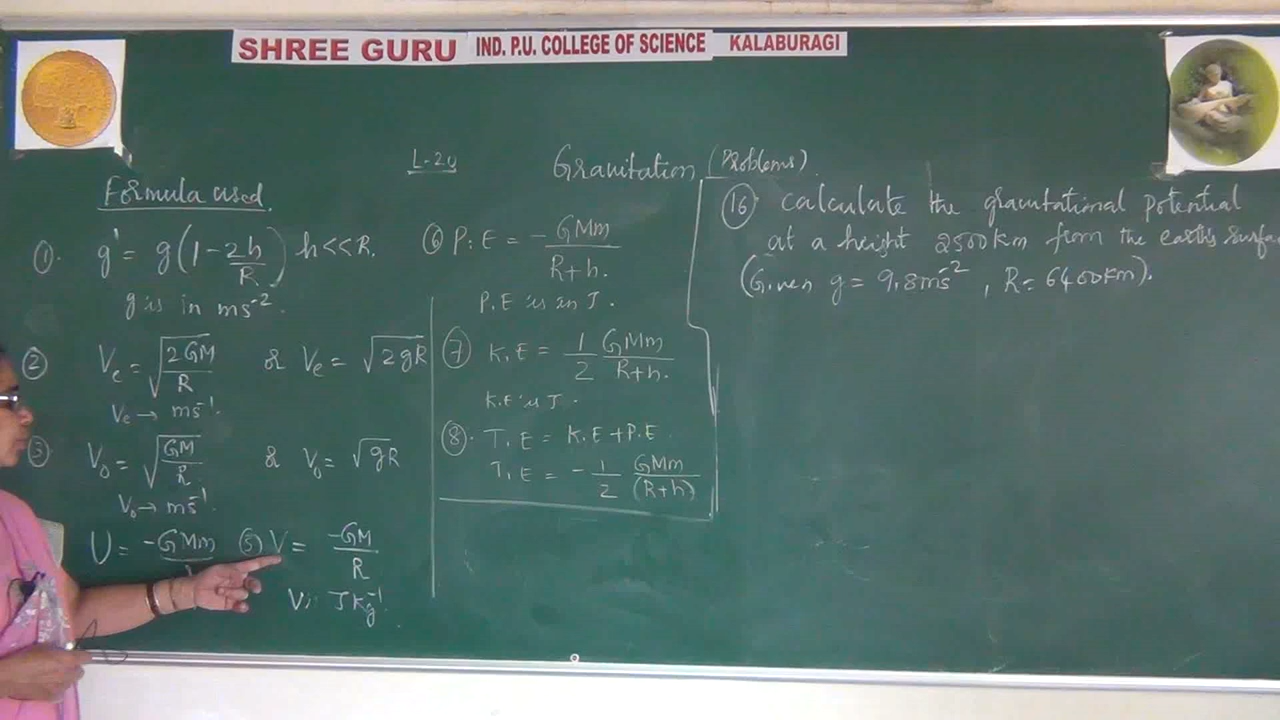 SHREE GURU IND. P.U. COLLEGE OF SCIENCE KALABURAGI
Gravitation (Problems).
Formula used.
①. g' = g(1-2h/R) h<<R.
g is in ms⁻².
② Ve = √(2GM/R) & Ve = √2gR
Ve → ms⁻¹.
③ V₀ = √(GM/R) & V₀ = √gR
V₀ → ms⁻¹.
U = -GMm
⑤ V = -GM/R
V is JKg⁻¹.
⑥ P.E = -GMm/R+h.
P.E is in J.
⑦ K.E = 1/2 GMm/R+h.
K.E is J.
⑧. T.E = K.E+P.E
T.E = -1/2 GMm/(R+h)
⑯. Calculate the gravitational potential
at a height 2500km from the earth's
(Given g = 9.8ms⁻², R= 6400km).